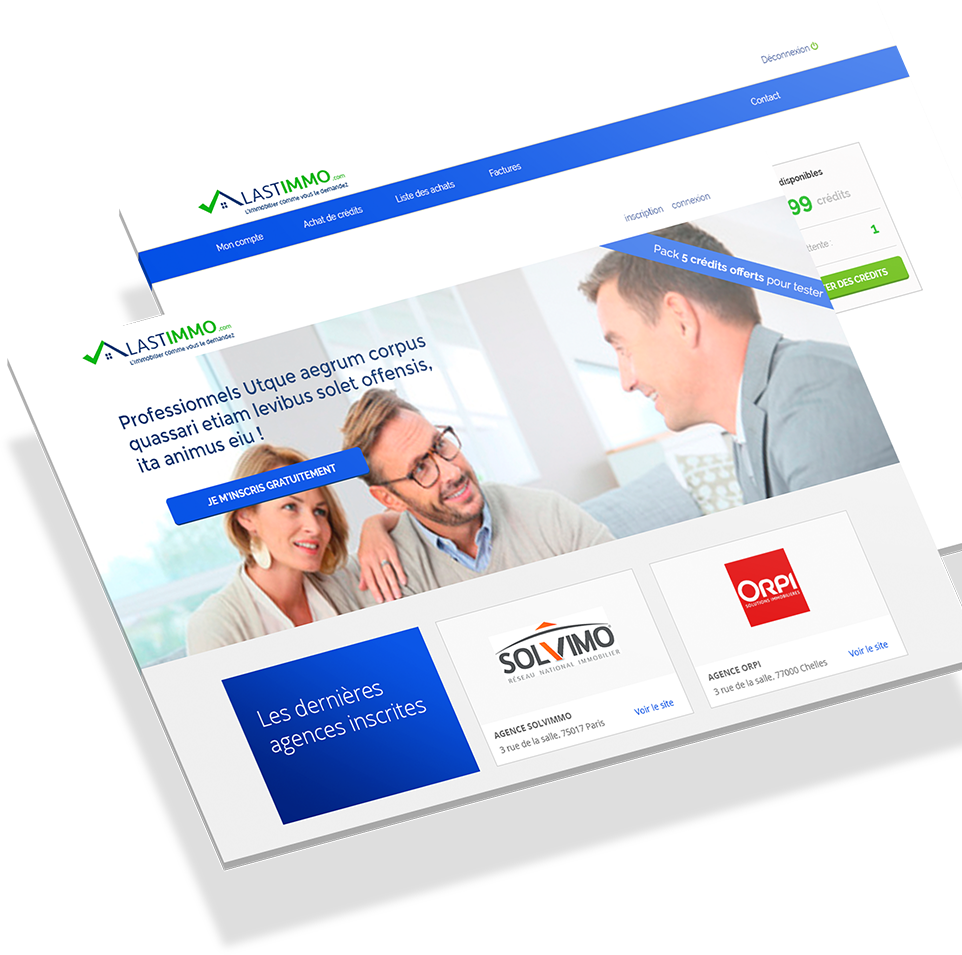 Déconnexion
LASTIMMO.com
L'immobilier comme vous le demandez
Mon compte
Achat de crédits
Liste des achats
Factures
Contact
disponibles
99 crédits
ttente :
1
ER DES CRÉDITS
inscription
connexion
LASTIMMO.com
L'immobilier comme vous le demandez
Pack 5 crédits offerts pour tester
Professionnels Utque aegrum corpus
quassari etiam levibus solet offensis,
ita animus eiu !
JE M'INSCRIS GRATUITEMENT
Les dernières
agences inscrites
SOLVIMO
RÉSEAU NATIONAL IMMOBILIER
AGENCE SOLVIMMO
3 rue de la salle, 75017 Paris
Voir le site
ORPI
SOLUTIONS IMMOBILIÈRES
AGENCE ORPI
3 rue de la salle, 77000 Chelles
Voir le site